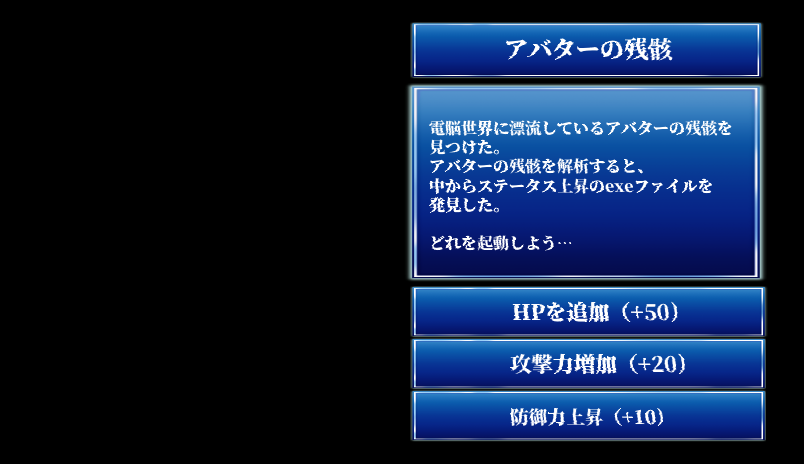 アバターの残骸
電脳世界に漂流しているアバターの残骸を
見つけた。
アバターの残骸を解析すると、
中からステータス上昇のexeファイルを
発見した。
どれを起動しよう…
HPを追加（+50）
攻撃力増加（+20）
防御力上昇（+10）